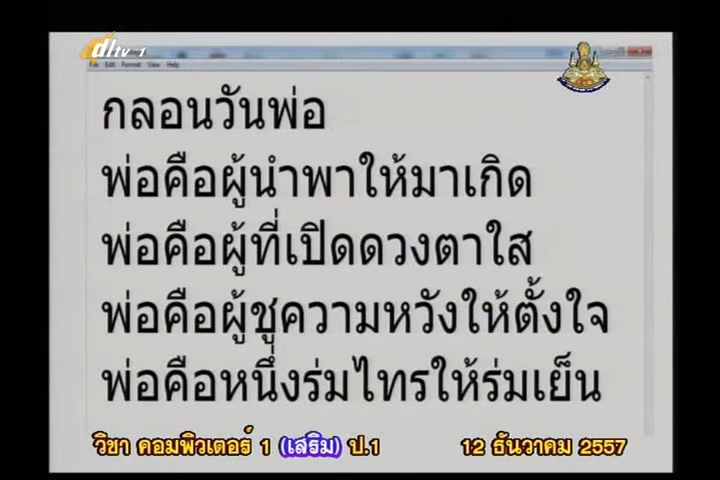 dltv 1
File Edit Format View Help
กลอนวันพ่อ
พ่อคือผู้นำพาให้มาเกิด
พ่อคือผู้ที่เปิดดวงตาใส
พ่อคือผู้ชูความหวังให้ตั้งใจ
พ่อคือหนึ่งร่มไทรให้ร่มเย็น
วิชา คอมพิวเตอร์ 1 (เสริม) ป.1 12 ธันวาคม 2557